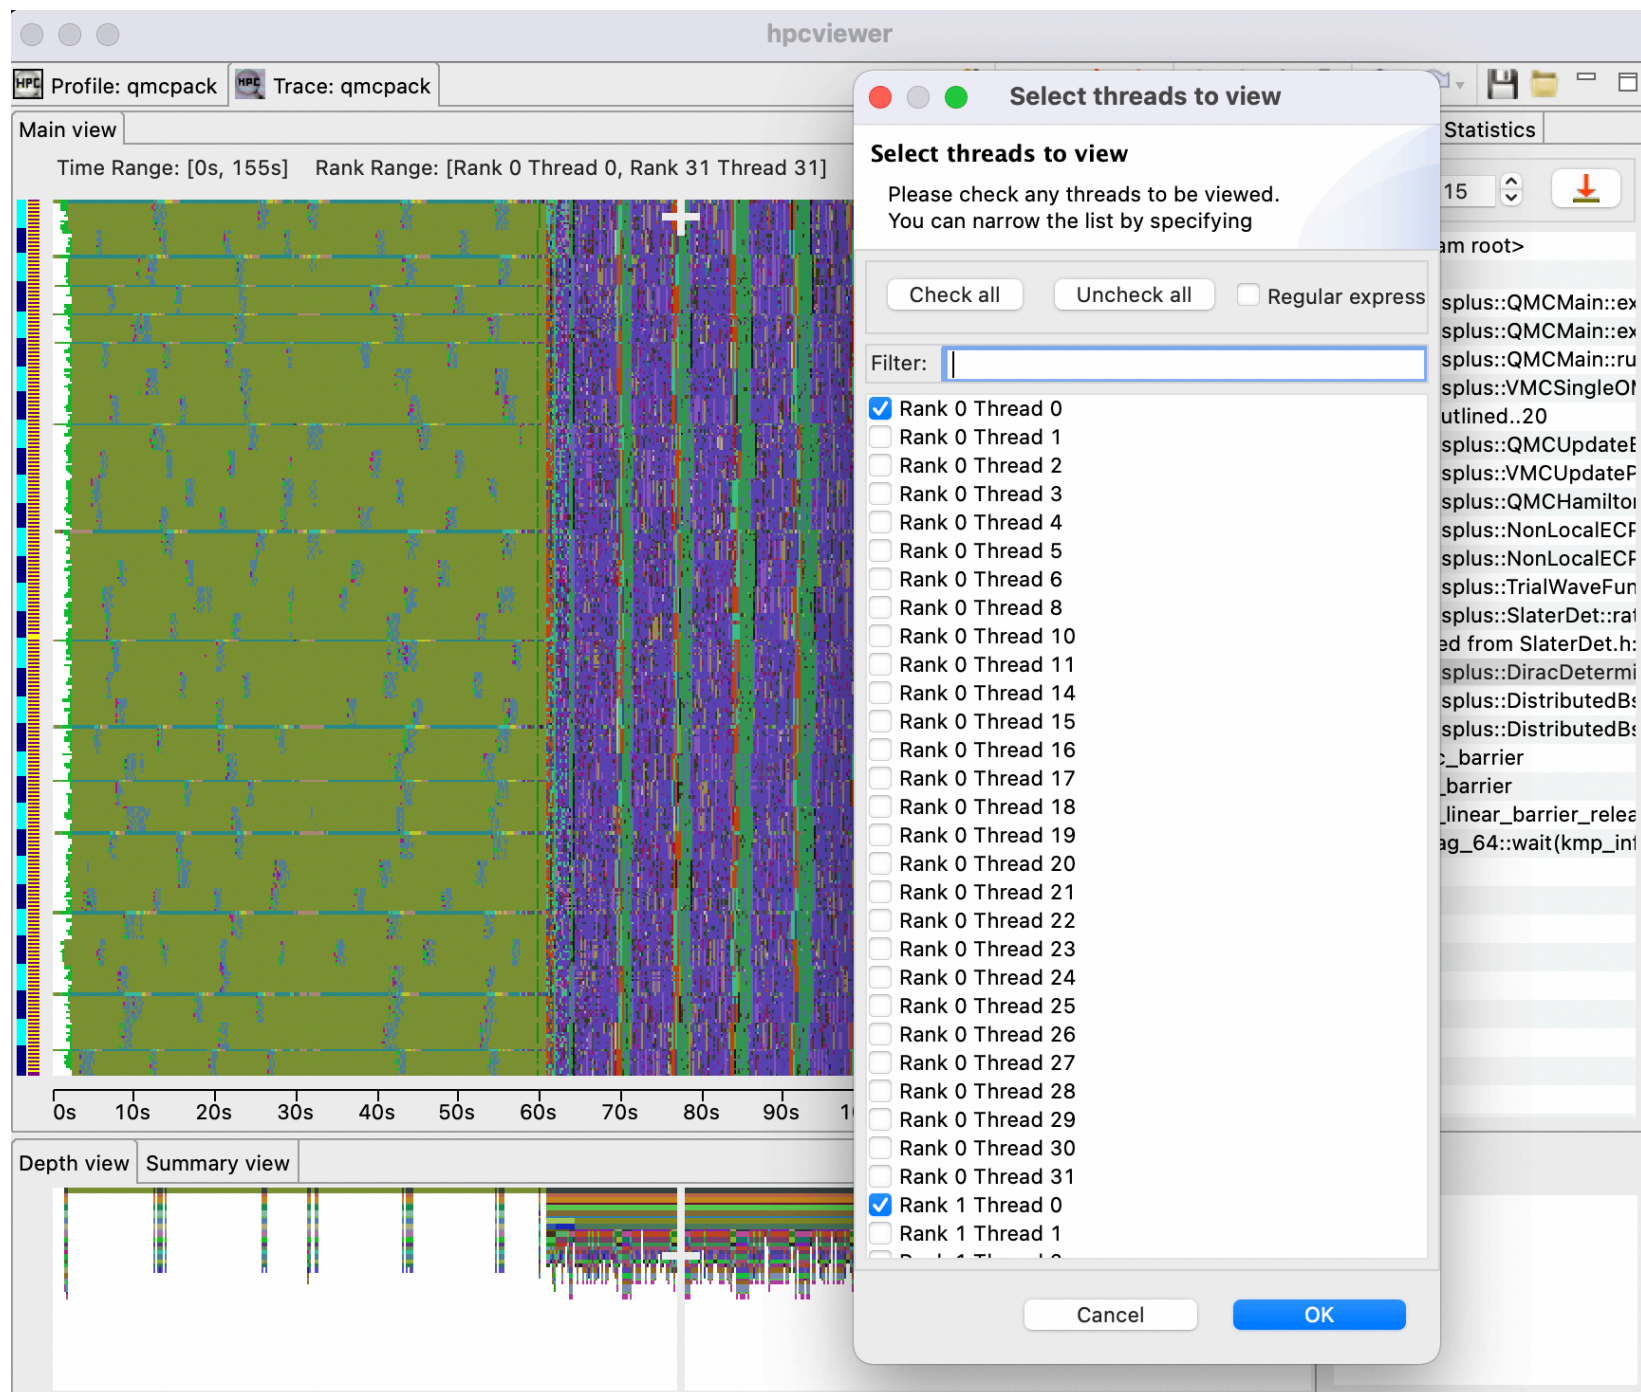 hpcviewer
HPC Profile: qmcpack
HPC Trace: qmcpack
Main view
Time Range: [0s, 155s] Rank Range: [Rank 0 Thread 0, Rank 31 Thread 31]
0s 10s 20s 30s 40s 50s 60s 70s 80s 90s 1
Depth view
Summary view
Select threads to view
Select threads to view
Please check any threads to be viewed.
You can narrow the list by specifying
Check all
Uncheck all
Regular express
Filter:
Rank 0 Thread 0
Rank 0 Thread 1
Rank 0 Thread 2
Rank 0 Thread 3
Rank 0 Thread 4
Rank 0 Thread 5
Rank 0 Thread 6
Rank 0 Thread 8
Rank 0 Thread 10
Rank 0 Thread 11
Rank 0 Thread 14
Rank 0 Thread 15
Rank 0 Thread 16
Rank 0 Thread 17
Rank 0 Thread 18
Rank 0 Thread 19
Rank 0 Thread 20
Rank 0 Thread 21
Rank 0 Thread 22
Rank 0 Thread 23
Rank 0 Thread 24
Rank 0 Thread 25
Rank 0 Thread 26
Rank 0 Thread 27
Rank 0 Thread 28
Rank 0 Thread 29
Rank 0 Thread 30
Rank 0 Thread 31
Rank 1 Thread 0
Rank 1 Thread 1
Cancel
OK
Statistics
15
am root>
splus::QMCMain::ex
splus::QMCMain::ex
splus::QMCMain::ru
splus::VMCSingleOM
utlined..20
splus::QMCUpdateE
splus::VMCUpdateP
splus::QMCHamilto
splus::NonLocalECP
splus::NonLocalECP
splus::TrialWaveFun
splus::SlaterDet::rat
ed from SlaterDet.h:
splus::DiracDetermi
splus::DistributedBs
splus::DistributedBs
c_barrier
_barrier
_linear_barrier_relea
ag_64::wait(kmp_inf